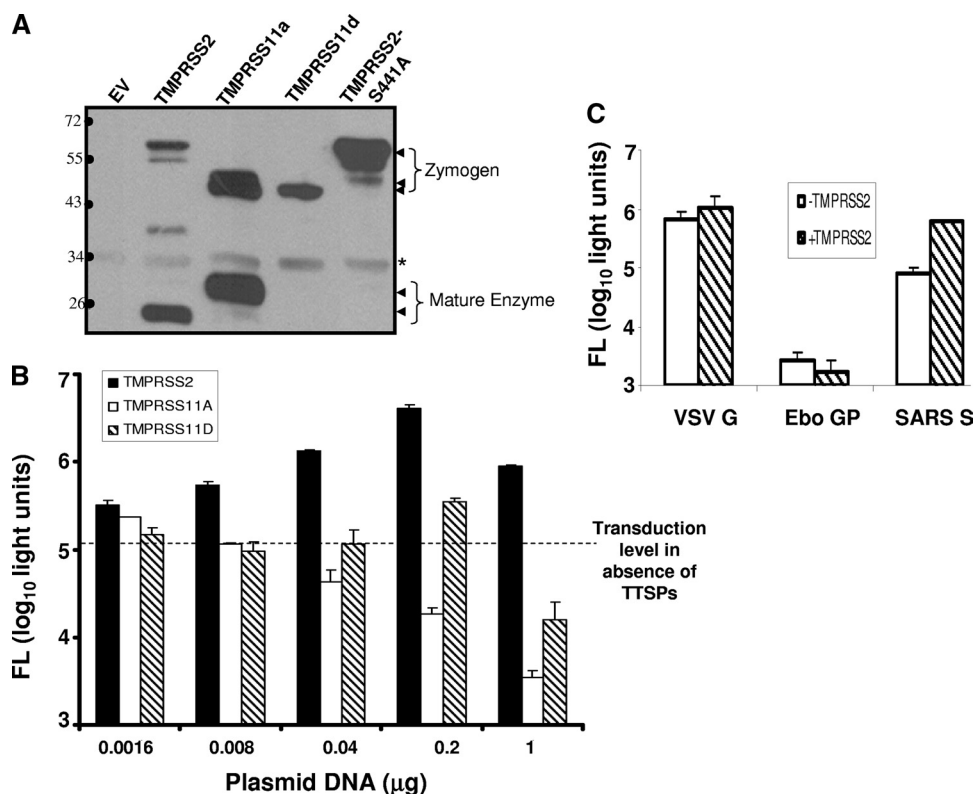 A
EV
TMPRSS2
TMPRSS11a
TMPRSS11d
TMPRSS2-
S441A
72
55
43
34
26
Zymogen
*
Mature Enzyme
B
FL (log10 light units)
7
6
5
4
3
TMPRSS2
TMPRSS11A
TMPRSS11D
Transduction
level in
absence of
TTSPs
0.0016 0.008 0.04 0.2 1
Plasmid DNA (μg)
C
FL (log10 light units)
7
6
5
4
3
-TMPRSS2
+TMPRSS2
VSV G Ebo GP SARS S